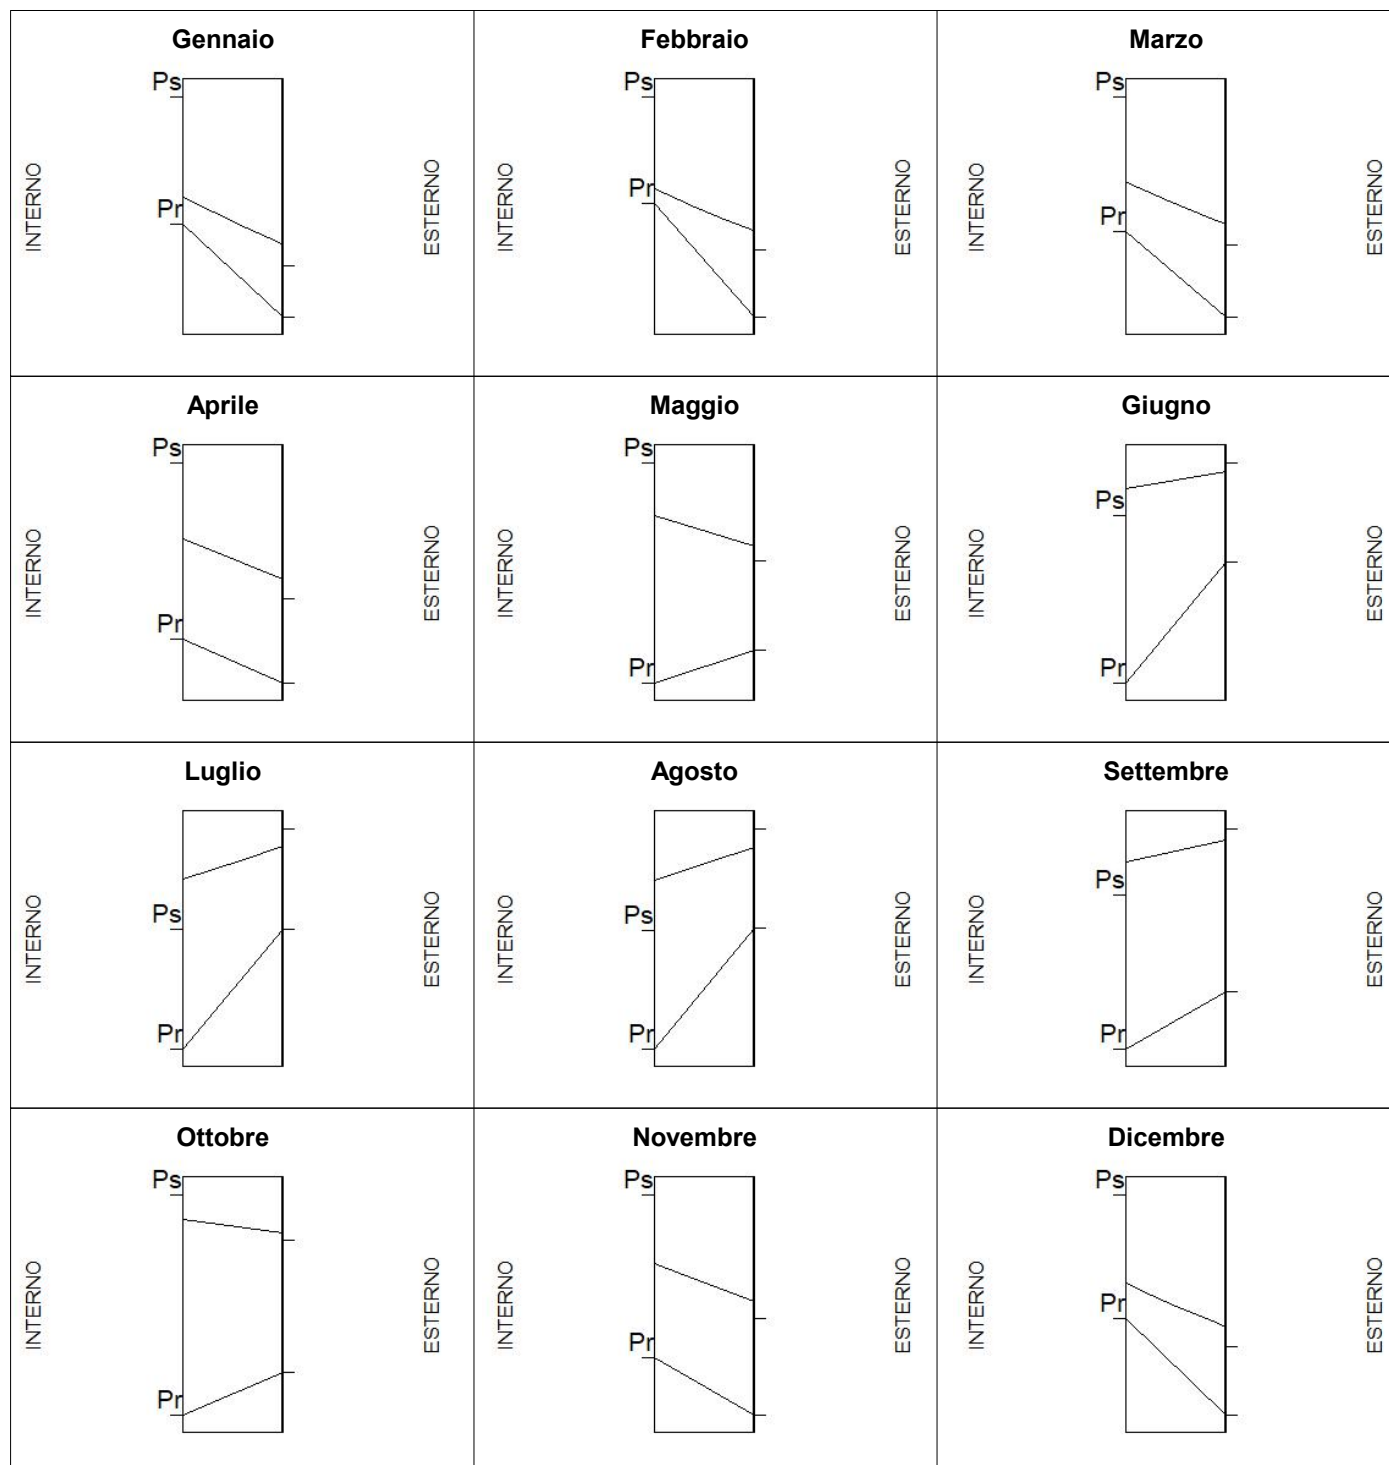 Gennaio
Ps
Pr
INTERNO
ESTERNO
Febbraio
Ps
Pr
INTERNO
ESTERNO
Marzo
Ps
Pr
INTERNO
ESTERNO
Aprile
Ps
Pr
INTERNO
ESTERNO
Maggio
Ps
Pr
INTERNO
ESTERNO
Giugno
Ps
Pr
INTERNO
ESTERNO
Luglio
Ps
Pr
INTERNO
ESTERNO
Agosto
Ps
Pr
INTERNO
ESTERNO
Settembre
Ps
Pr
INTERNO
ESTERNO
Ottobre
Ps
Pr
INTERNO
ESTERNO
Novembre
Ps
Pr
INTERNO
ESTERNO
Dicembre
Ps
Pr
INTERNO
ESTERNO